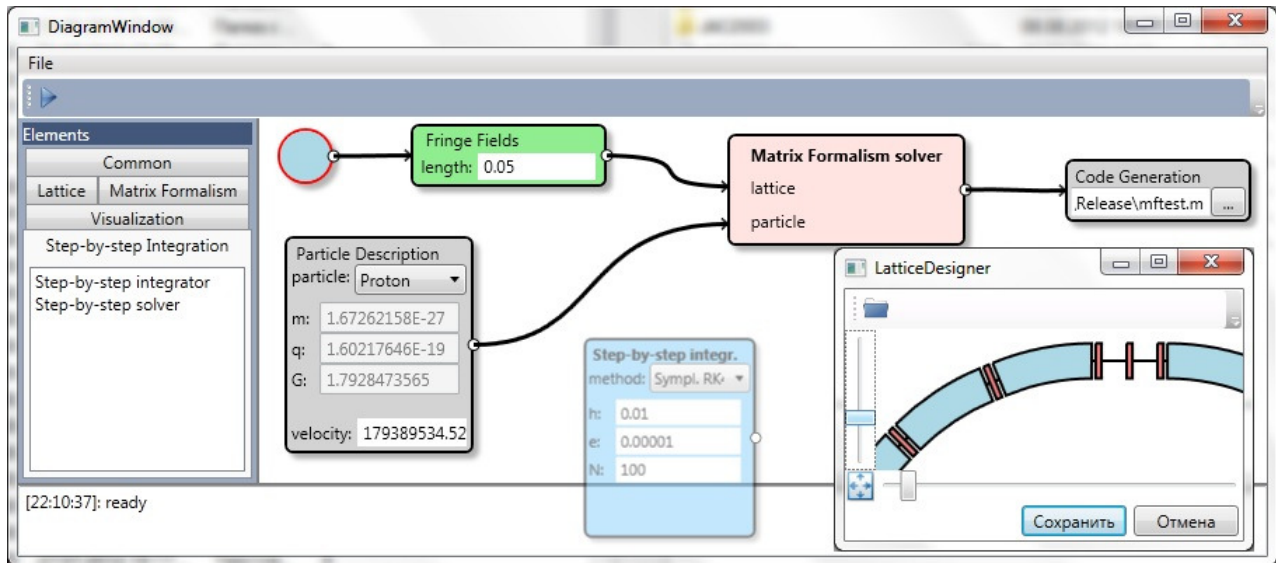 DiagramWindow
File
Elements
Common
Lattice Matrix Formalism
Visualization
Step-by-step Integration
Step-by-step integrator
Step-by-step solver
Fringe Fields
length: 0.05
Matrix Formalism solver
lattice
particle
Code Generation
.Release\mftest.m ...
Particle Description
particle: Proton
m: 1.67262158E-27
q: 1.60217646E-19
G: 1.7928473565
velocity: 179389534.52
Step-by-step integr.
method: Sympl. RK
h: 0.01
e: 0.00001
N: 100
LatticeDesigner
Сохранить Отмена
[22:10:37]: ready